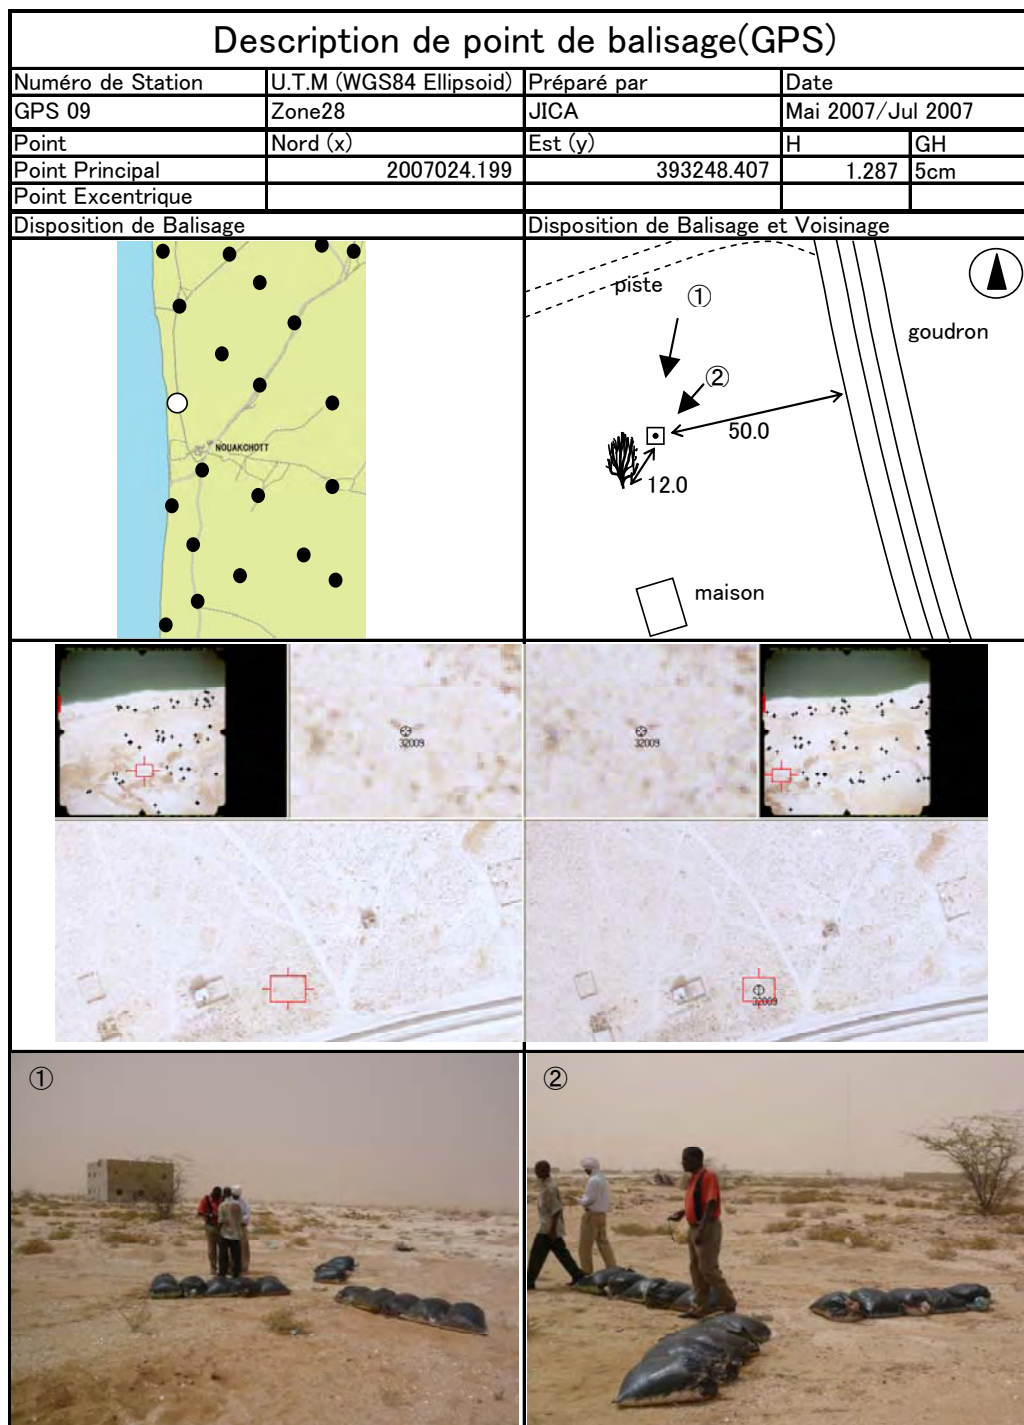 Description de point de balisage(GPS)
Numéro de Station U.T.M (WGS84 Ellipsoid) Préparé par Date
GPS 09 Zone28 JICA Mai 2007/Jul 2007
Point Nord (x) Est (y) H GH
Point Principal 2007024.199 393248.407 1.287 5cm
Point Excentrique
Disposition de Balisage Disposition de Balisage et Voisinage
NOUAKCHOTT
piste
①
goudron
②
50.0
12.0
maison
32009
32009
32009
①
②